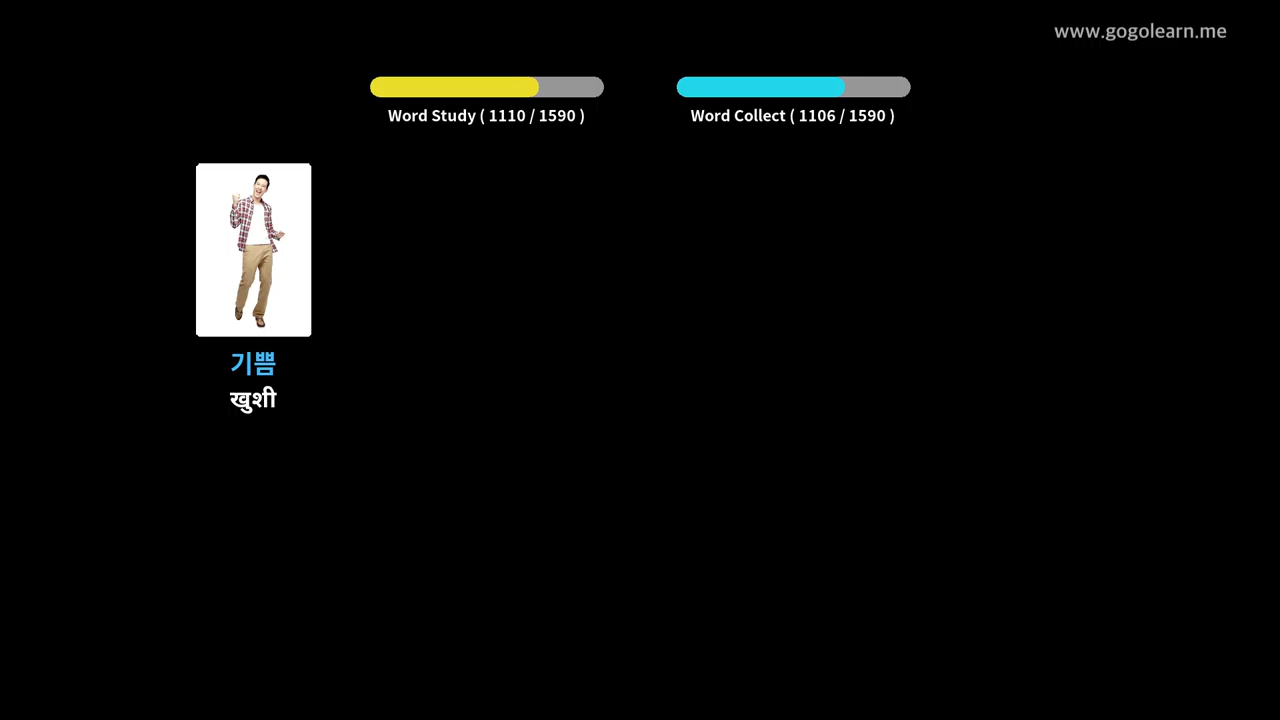 www.gogolearn.me
Word Study ( 1110 / 1590 )
Word Collect ( 1106 / 1590 )
기쁨
खुशी